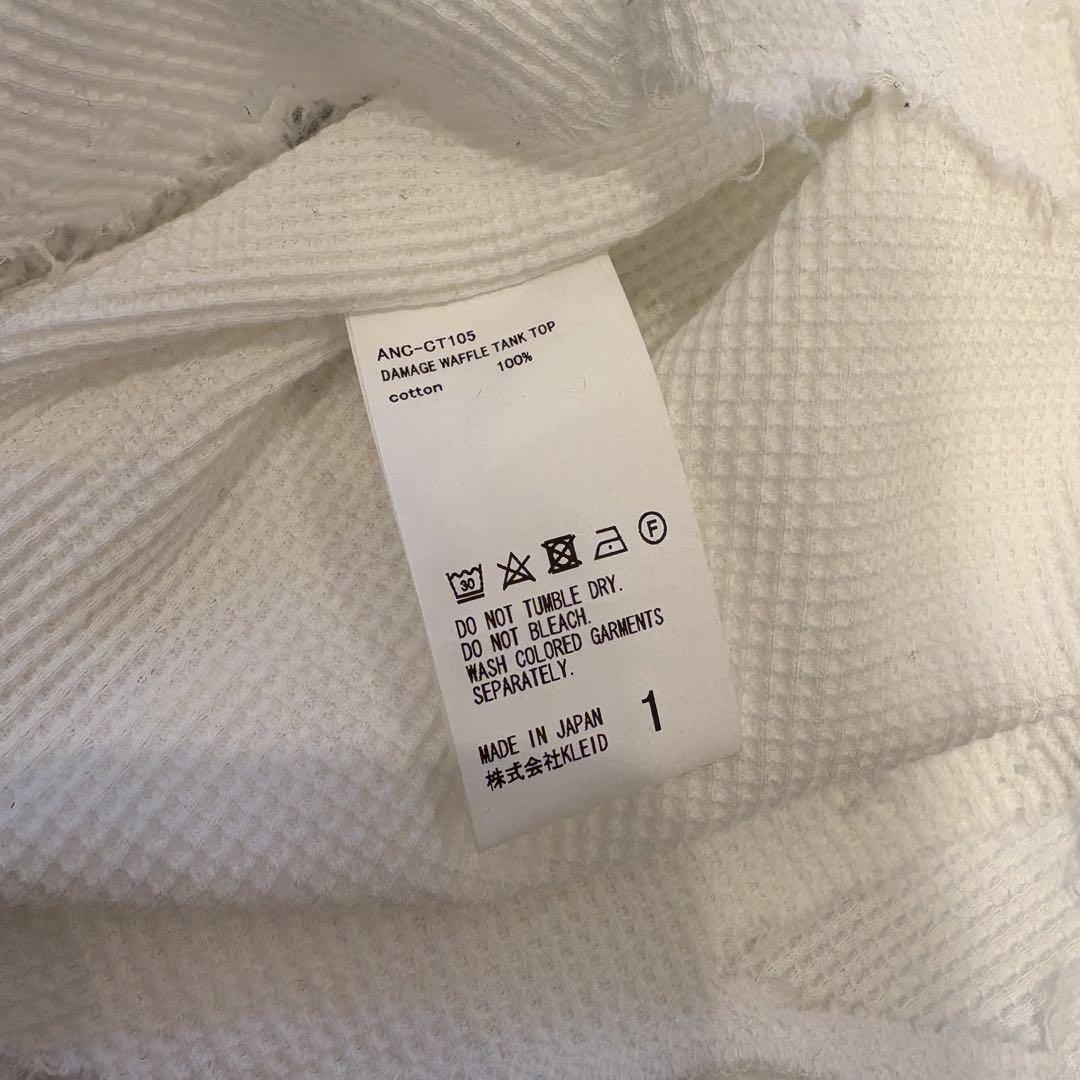 ANC-CT105
DAMAGE WAFFLE TANK TOP
cotton 100%
30
F
DO NOT TUMBLE DRY.
DO NOT BLEACH.
WASH COLORED GARMENTS
SEPARATELY.
MADE IN JAPAN
株式会社KLEID
1